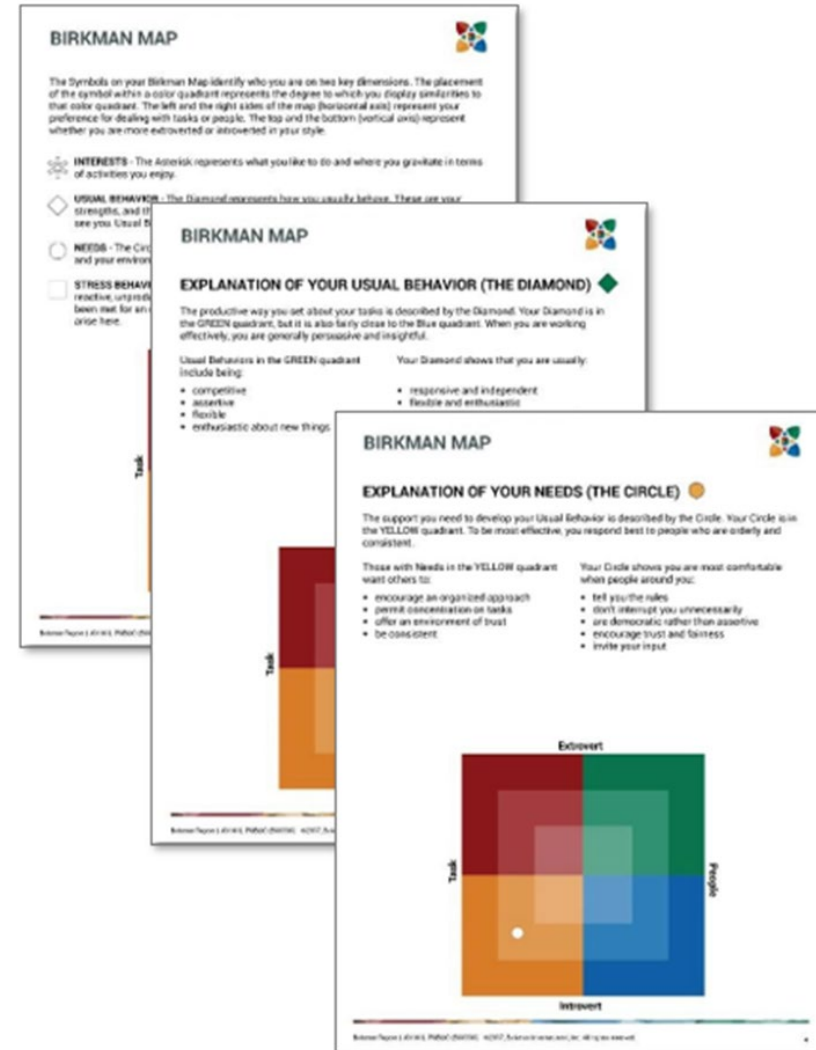 BIRKMAN MAP
The Symbols on your Birkman Map identify who you are on two key dimensions. The placement
of the symbol within a color quadrant represents the degree to which you display similarities to
that color quadrant. The left and the right sides of the map (horizontal axis) represent your
preference for dealing with tasks or people. The top and the bottom (vertical axis) represent
whether you are more extroverted or introverted in your style.
INTERESTS - The Asterisk represents what you like to do and where you gravitate in terms
of activities you enjoy.
USUAL BEHAVIOR - The Diamond represents how you usually behave. These are your
strengths, and th
see you. Usual B
NEEDS - The Circ
and your environ
STRESS BEHAVI
reactive, unprodu
been met for an
arise here.
Task
BIRKMAN MAP
EXPLANATION OF YOUR USUAL BEHAVIOR (THE DIAMOND)
The productive way you set about your tasks is described by the Diamond. Your Diamond is in
the GREEN quadrant, but it is also fairly close to the Blue quadrant. When you are working
effectively, you are generally persuasive and insightful.
Usual Behaviors in the GREEN quadrant
include being:
• competitive
• assertive
• flexible
• enthusiastic about new things
Your Diamond shows that you are usually:
• responsive and independent
• flexible and enthusiastic
Task
BIRKMAN MAP
EXPLANATION OF YOUR NEEDS (THE CIRCLE)
The support you need to develop your Usual Behavior is described by the Circle. Your Circle is in
the YELLOW quadrant. To be most effective, you respond best to people who are orderly and
consistent.
Those with Needs in the YELLOW quadrant
want others to:
• encourage an organized approach
• permit concentration on tasks
• offer an environment of trust
• be consistent
Your Circle shows you are most comfortable
when people around you:
• tell you the rules
• don't interrupt you unnecessarily
• are democratic rather than assertive
• encourage trust and fairness
• invite your input
Extrovert
Task
People
Introvert